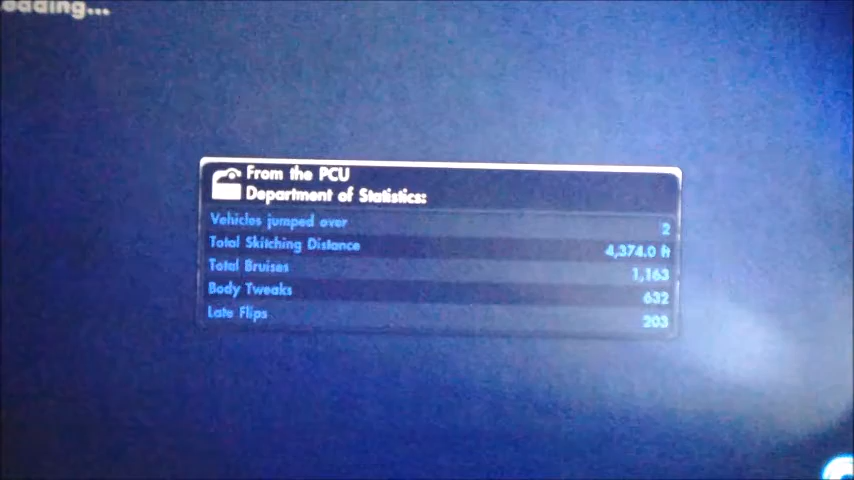 oading...
From the PCU
Department of Statistics:
Vehicles jumped over 2
Total Skitching Distance 4,374.0 ft
Total Bruises 1,163
Body Tweaks 632
Late Flips 203